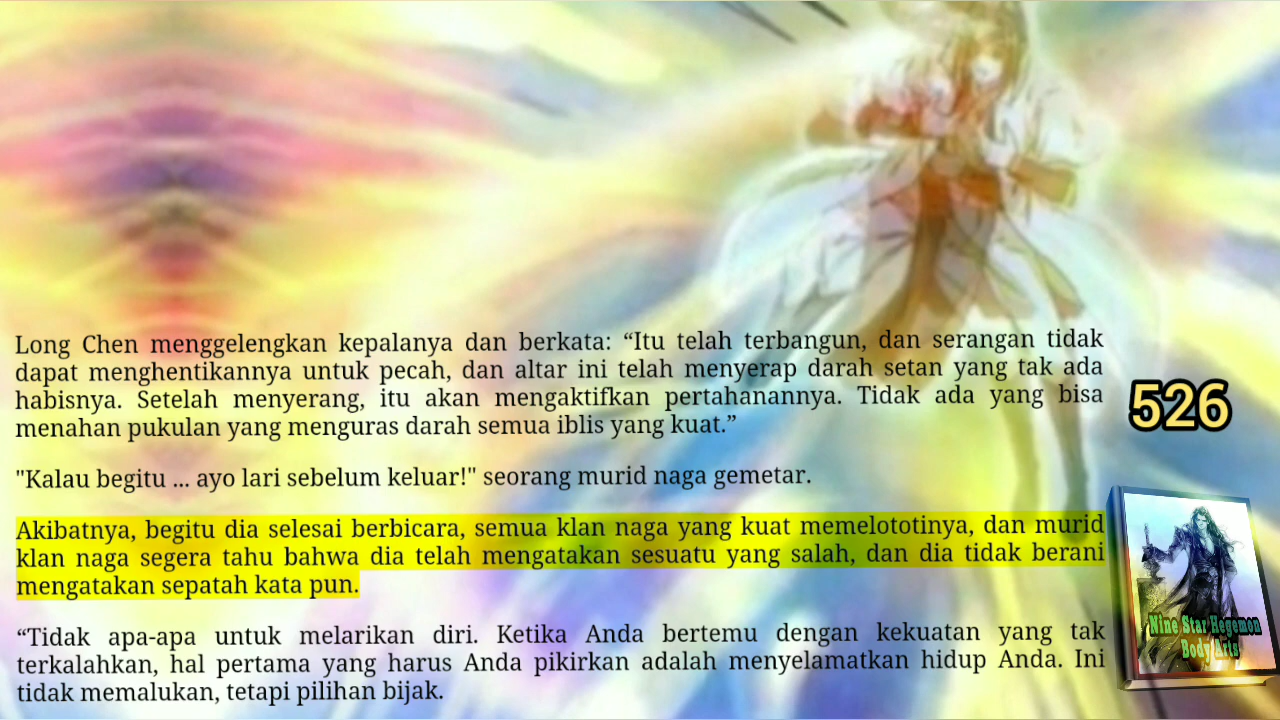 Long Chen menggelengkan kepalanya dan berkata: “Itu telah terbangun, dan serangan tidak
dapat menghentikannya untuk pecah, dan altar ini telah menyerap darah setan yang tak ada
habisnya. Setelah menyerang, itu akan mengaktifkan pertahanannya. Tidak ada yang bisa
menahan pukulan yang menguras darah semua iblis yang kuat.”
"Kalau begitu ... ayo lari sebelum keluar!" seorang murid naga gemetar.
Akibatnya, begitu dia selesai berbicara, semua klan naga yang kuat memelototinya, dan murid
klan naga segera tahu bahwa dia telah mengatakan sesuatu yang salah, dan dia tidak berani
mengatakan sepatah kata pun.
“Tidak apa-apa untuk melarikan diri. Ketika Anda bertemu dengan kekuatan yang tak
terkalahkan, hal pertama yang harus Anda pikirkan adalah menyelamatkan hidup Anda. Ini
tidak memalukan, tetapi pilihan bijak.
526
Nine Star Hegemon
Body Arts